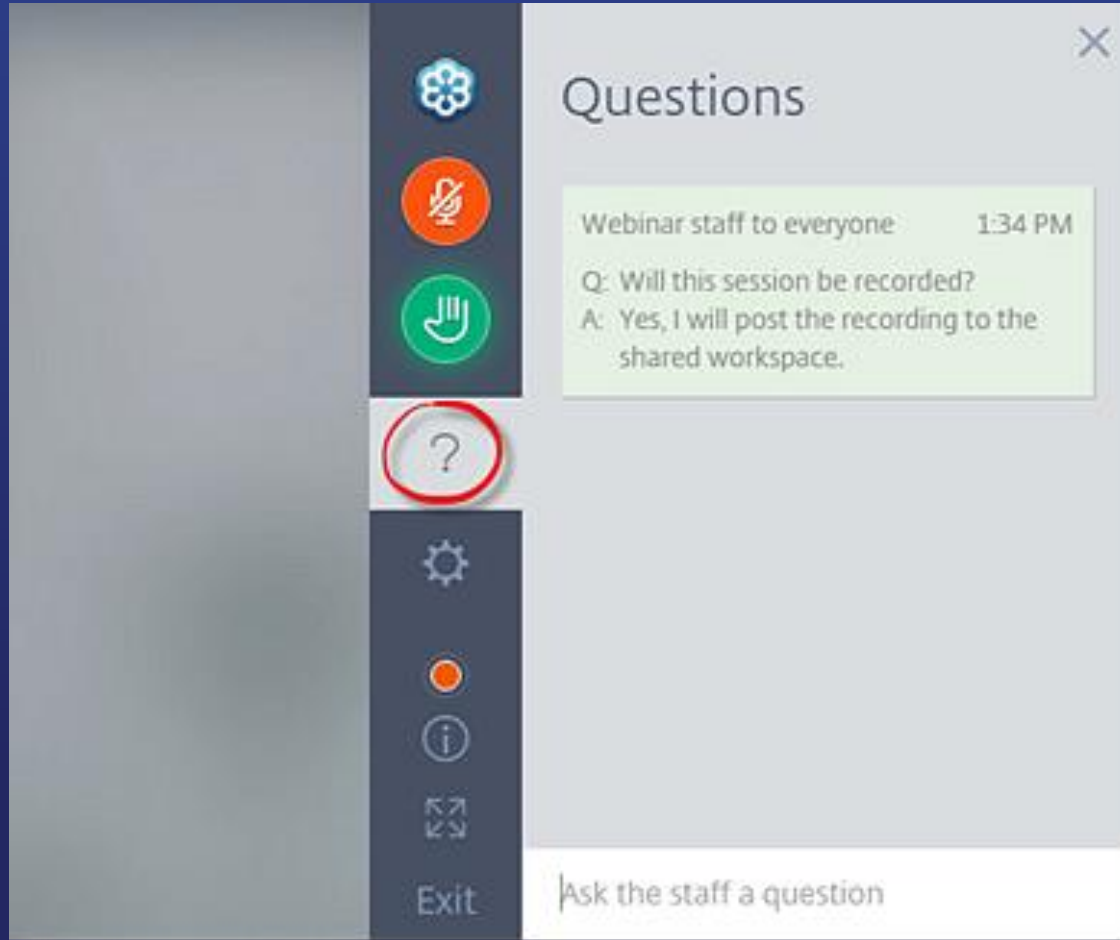 Questions
Webinar staff to everyone 1:34 PM
Q: Will this session be recorded?
A: Yes, I will post the recording to the
shared workspace.
?
Exit
Ask the staff a question